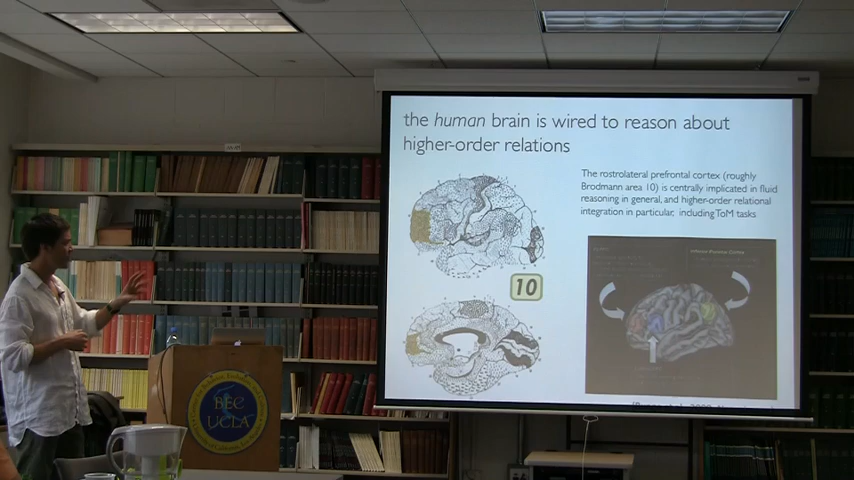 the human brain is wired to reason about
higher-order relations
The rostrolateral prefrontal cortex (roughly
Brodmann area 10) is centrally implicated in fluid
reasoning in general, and higher-order relational
integration in particular, including ToM tasks
10
BEC
UCLA